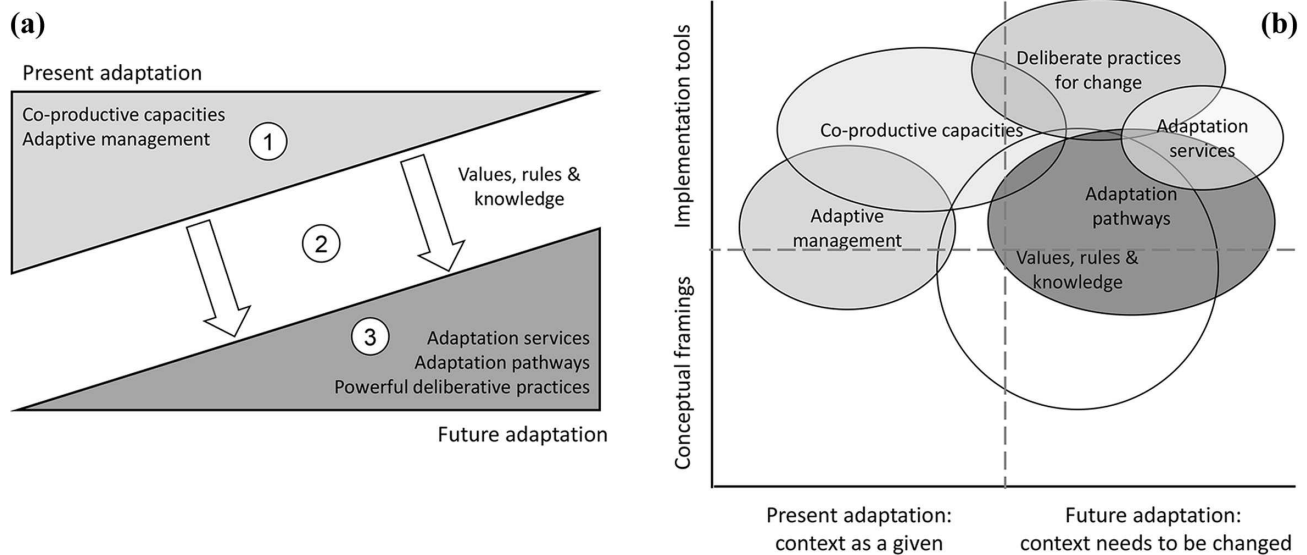 (a)
Present adaptation
Co-productive capacities
Adaptive management
1
Values, rules &
knowledge
2
3
Adaptation services
Adaptation pathways
Powerful deliberative practices
Future adaptation
(b)
Implementation tools
Conceptual framings
Deliberate practices
for change
Co-productive capacities
Adaptation
services
Adaptation
pathways
Adaptive
management
Values, rules &
knowledge
Present adaptation:
context as a given
Future adaptation:
context needs to be changed